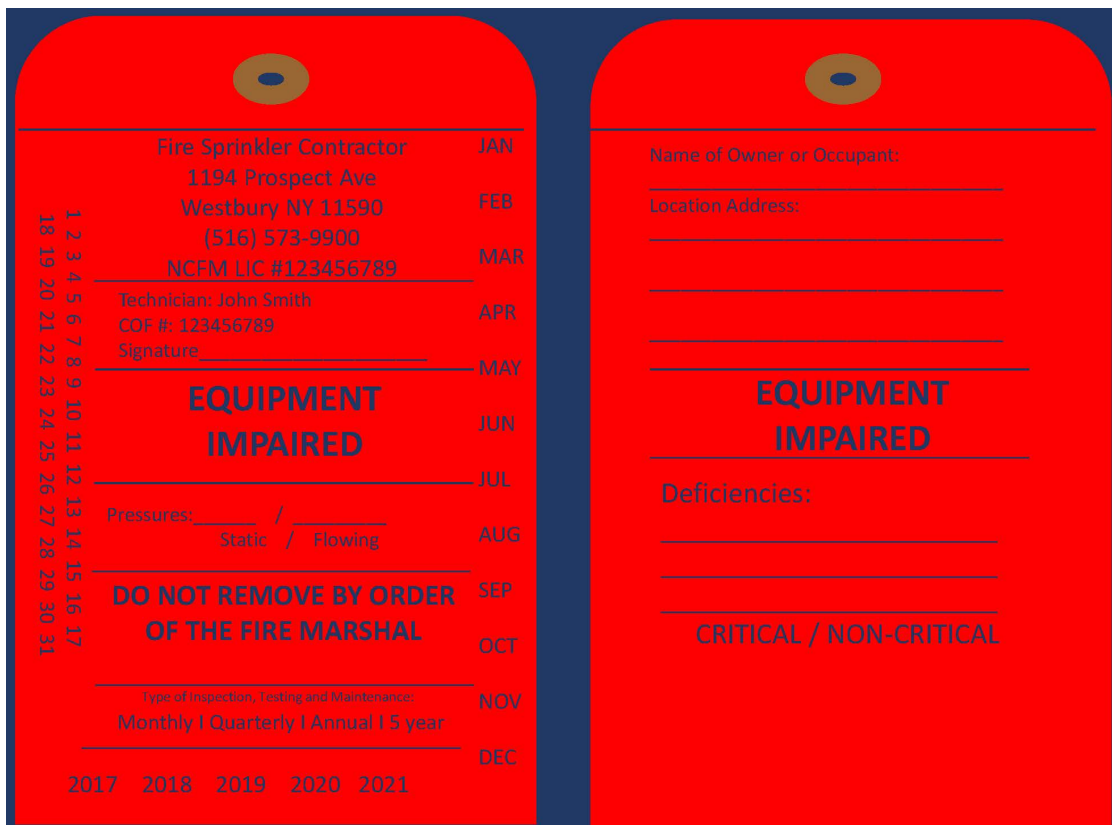 Fire Sprinkler Contractor
1194 Prospect Ave
Westbury NY 11590
(516) 573-9900
NCFM LIC #123456789
Technician: John Smith
COF #: 123456789
Signature____________________
EQUIPMENT
IMPAIRED
Pressures:______ / _________
Static / Flowing
DO NOT REMOVE BY ORDER
OF THE FIRE MARSHAL
Type of Inspection, Testing and Maintenance:
Monthly I Quarterly I Annual I 5 year
2017 2018 2019 2020 2021
1 2 3 4 5 6 7 8 9 10 11 12 13 14 15 16 17
18 19 20 21 22 23 24 25 26 27 28 29 30 31
JAN
FEB
MAR
APR
MAY
JUN
JUL
AUG
SEP
OCT
NOV
DEC
Name of Owner or Occupant:
Location Address:
EQUIPMENT
IMPAIRED
Deficiencies:
CRITICAL / NON-CRITICAL